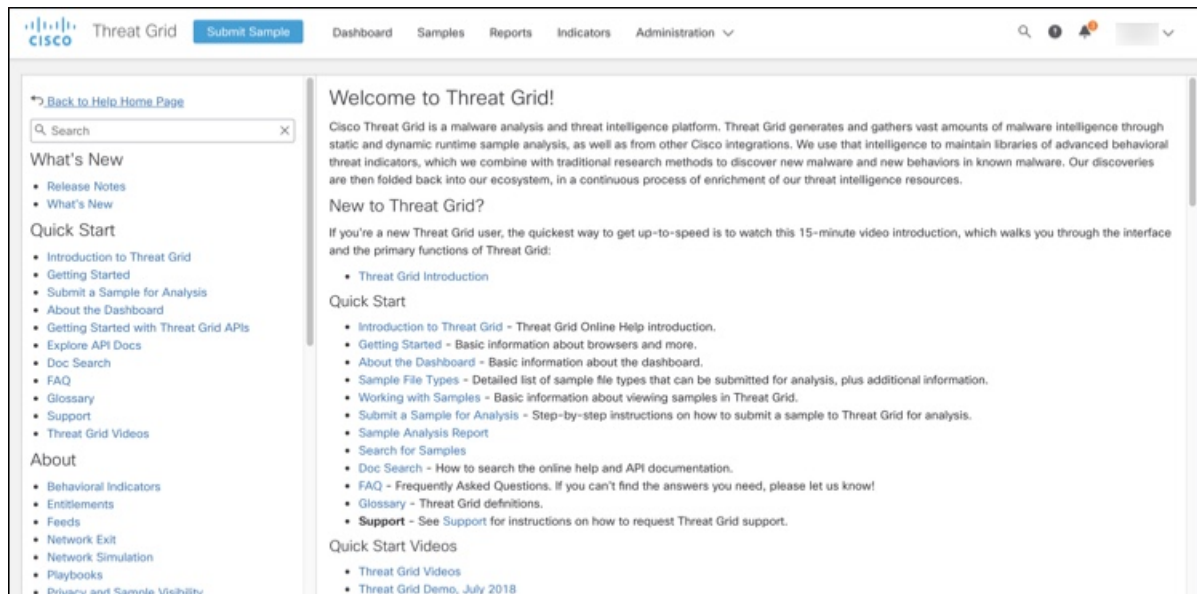 CISCO
Threat Grid
Submit Sample
Dashboard
Samples
Reports
Indicators
Administration
Back to Help Home Page
Search
What's New
Release Notes
What's New
Quick Start
Introduction to Threat Grid
Getting Started
Submit a Sample for Analysis
About the Dashboard
Getting Started with Threat Grid APIs
Explore API Docs
Doc Search
FAQ
Glossary
Support
Threat Grid Videos
About
Behavioral Indicators
Entitlements
Feeds
Network Exit
Network Simulation
Playbooks
Privacy and Sample Visibility
Welcome to Threat Grid!
Cisco Threat Grid is a malware analysis and threat intelligence platform. Threat Grid generates and gathers vast amounts of malware intelligence through
static and dynamic runtime sample analysis, as well as from other Cisco integrations. We use that intelligence to maintain libraries of advanced behavioral
threat indicators, which we combine with traditional research methods to discover new malware and new behaviors in known malware. Our discoveries
are then folded back into our ecosystem, in a continuous process of enrichment of our threat intelligence resources.
New to Threat Grid?
If you're a new Threat Grid user, the quickest way to get up-to-speed is to watch this 15-minute video introduction, which walks you through the interface
and the primary functions of Threat Grid:
Threat Grid Introduction
Quick Start
Introduction to Threat Grid - Threat Grid Online Help introduction.
Getting Started - Basic information about browsers and more.
About the Dashboard - Basic information about the dashboard.
Sample File Types - Detailed list of sample file types that can be submitted for analysis, plus additional information.
Working with Samples - Basic information about viewing samples in Threat Grid.
Submit a Sample for Analysis - Step-by-step instructions on how to submit a sample to Threat Grid for analysis.
Sample Analysis Report
Search for Samples
Doc Search - How to search the online help and API documentation.
FAQ - Frequently Asked Questions. If you can't find the answers you need, please let us know!
Glossary - Threat Grid definitions.
Support - See Support for instructions on how to request Threat Grid support.
Quick Start Videos
Threat Grid Videos
Threat Grid Demo, July 2018